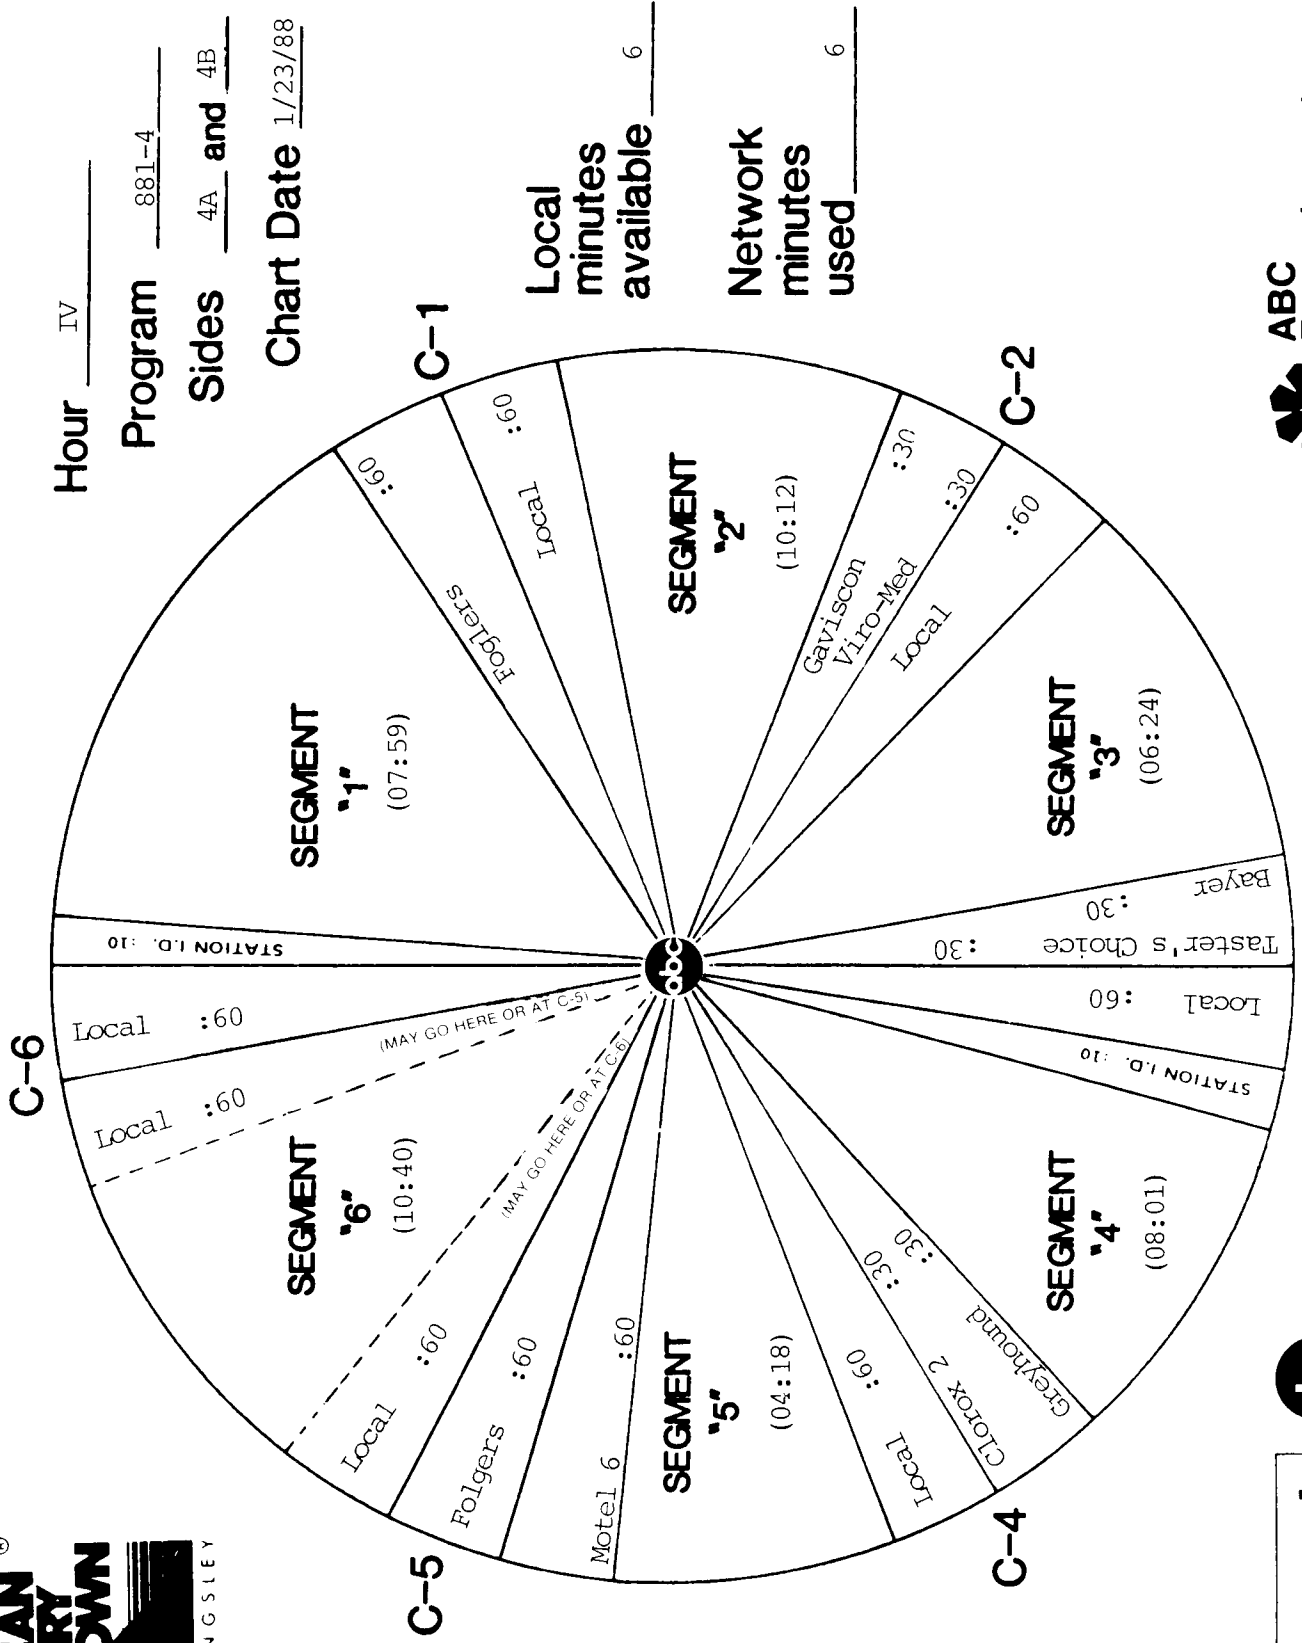 Hour IV
Program 881-4
Sides 4A and 4B
Chart Date 1/23/88
Local
minutes
available 6
Network
minutes
used 6
C-1
Foglers :60
Local :60
SEGMENT
"1"
(07:59)
SEGMENT
"2"
(10:12)
C-2
Gaviscon :30
Viro-Med :30
Local :60
SEGMENT
"3"
(06:24)
Bayer :30
Taster's Choice :30
Local :60
STATION I.D. :10
SEGMENT
"4"
(08:01)
C-4
Greyhound :30
Clorox 2 :30
Local :60
SEGMENT
"5"
(04:18)
C-5
Motel 6 :60
Folgers :60
Local :60
(MAY GO HERE OR AT C-6)
SEGMENT
"6"
(10:40)
C-6
Local :60
(MAY GO HERE OR AT C-5)
Local :60
STATION I.D. :10
abc
ABC
®